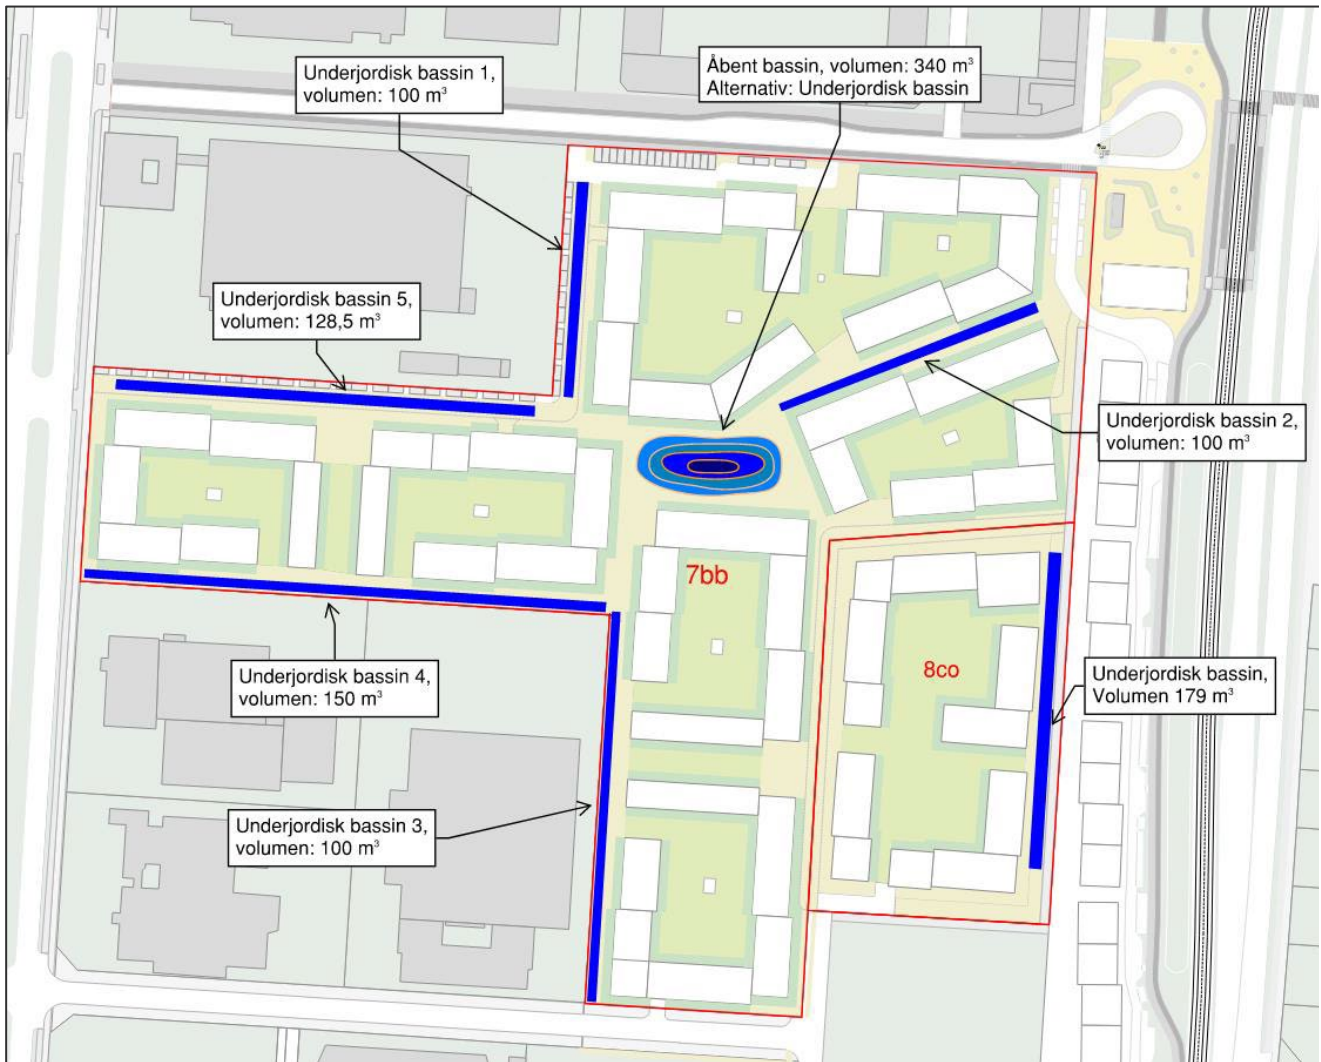 Underjordisk bassin 1,
volumen: 100 m³
Åbent bassin, volumen: 340 m³
Alternativ: Underjordisk bassin
Underjordisk bassin 5,
volumen: 128,5 m³
Underjordisk bassin 2,
volumen: 100 m³
7bb
8co
Underjordisk bassin 4,
volumen: 150 m³
Underjordisk bassin,
Volumen 179 m³
Underjordisk bassin 3,
volumen: 100 m³